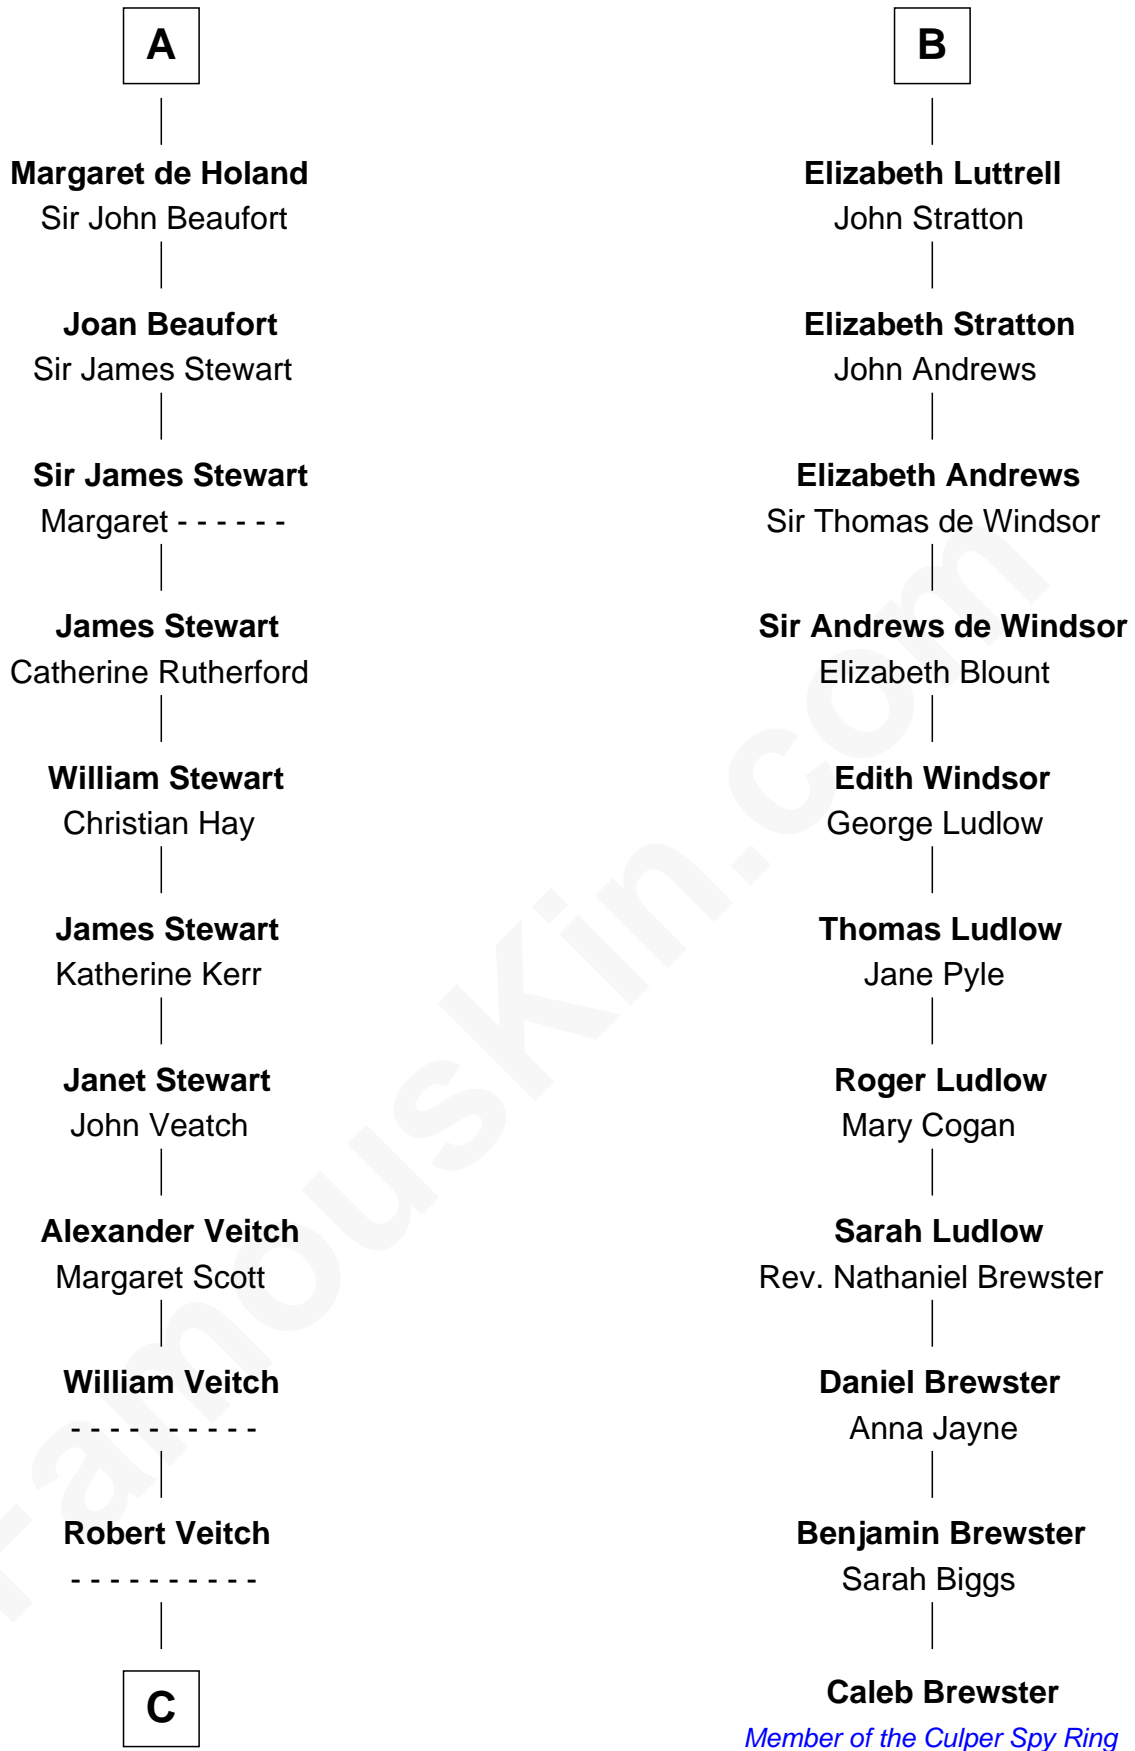 A
Margaret de Holand
Sir John Beaufort
Joan Beaufort
Sir James Stewart
Sir James Stewart
Margaret - - - - - -
James Stewart
Catherine Rutherford
William Stewart
Christian Hay
James Stewart
Katherine Kerr
Janet Stewart
John Veatch
Alexander Veitch
Margaret Scott
William Veitch
- - - - - - - - - -
Robert Veitch
- - - - - - - - - -
C
B
Elizabeth Luttrell
John Stratton
Elizabeth Stratton
John Andrews
Elizabeth Andrews
Sir Thomas de Windsor
Sir Andrews de Windsor
Elizabeth Blount
Edith Windsor
George Ludlow
Thomas Ludlow
Jane Pyle
Roger Ludlow
Mary Cogan
Sarah Ludlow
Rev. Nathaniel Brewster
Daniel Brewster
Anna Jayne
Benjamin Brewster
Sarah Biggs
Caleb Brewster
Member of the Culper Spy Ring
FamousKin.com